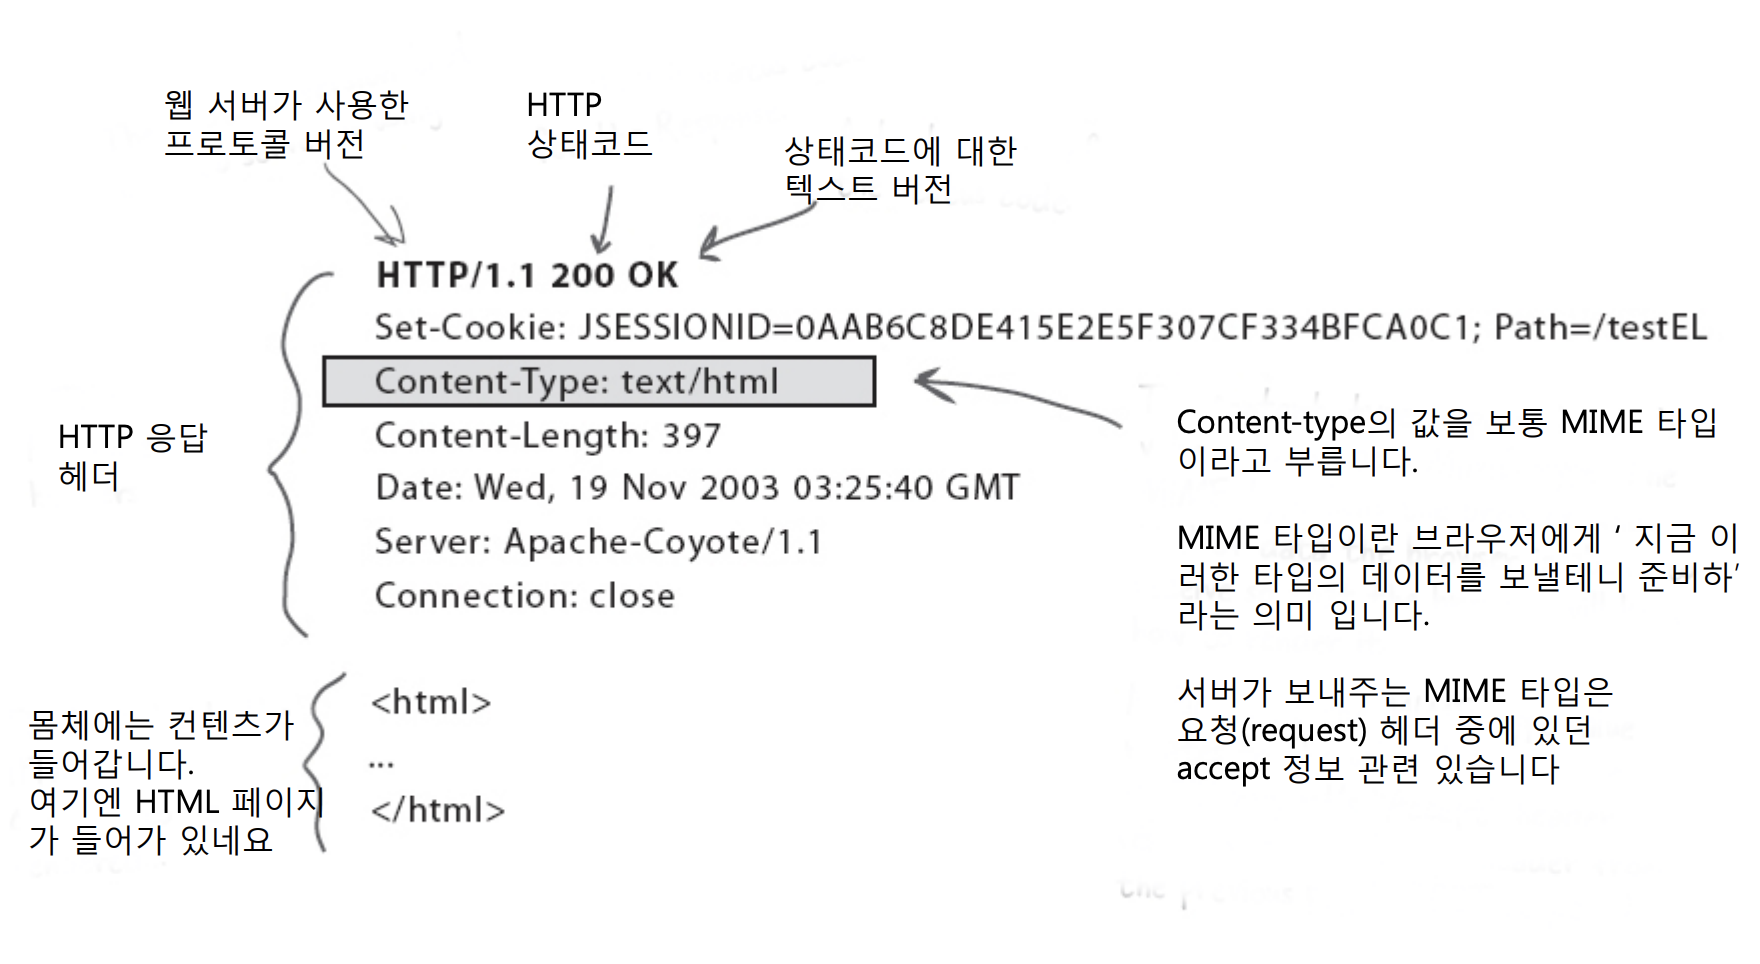 웹 서버가 사용한
프로토콜 버전
HTTP
상태코드
상태코드에 대한
텍스트 버전
HTTP/1.1 200 OK
Set-Cookie: JSESSIONID=0AAB6C8DE415E2E5F307CF334BFCA0C1; Path=/testEL
Content-Type: text/html
Content-Length: 397
Date: Wed, 19 Nov 2003 03:25:40 GMT
Server: Apache-Coyote/1.1
Connection: close
HTTP 응답
헤더
Content-type의 값을 보통 MIME 타입
이라고 부릅니다.
MIME 타입이란 브라우저에게 ‘ 지금 이
러한 타입의 데이터를 보낼테니 준비하’
라는 의미 입니다.
서버가 보내주는 MIME 타입은
요청(request) 헤더 중에 있던
accept 정보 관련 있습니다
<html>
...
</html>
몸체에는 컨텐츠가
들어갑니다.
여기엔 HTML 페이지
가 들어가 있네요